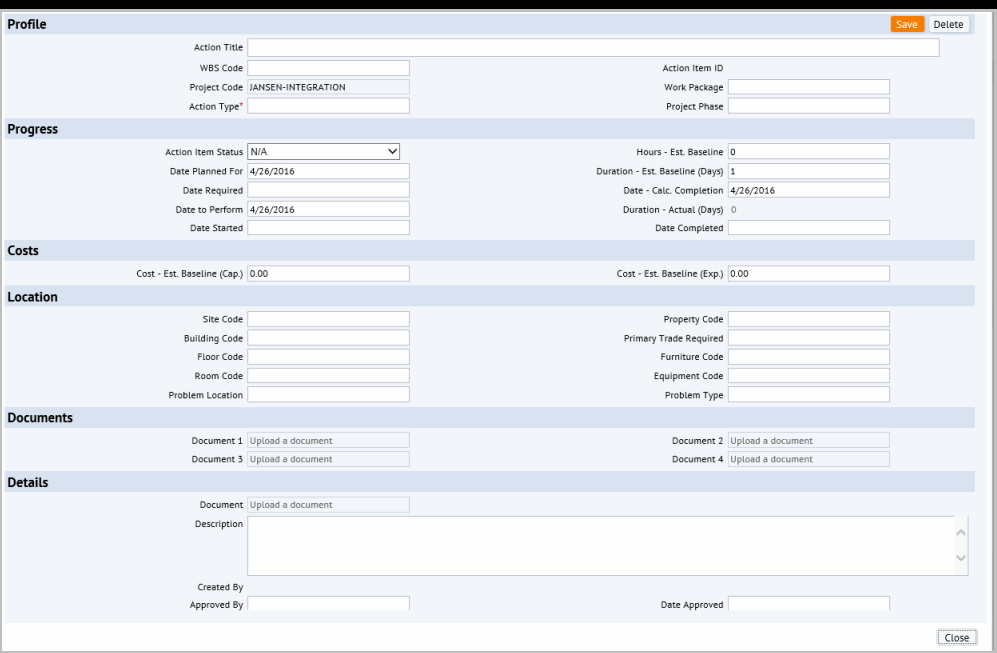 Profile Save Delete
Action Title
WBS Code Action Item ID
Project Code JANSEN-INTEGRATION Work Package
Action Type* Project Phase
Progress
Action Item Status N/A Hours - Est. Baseline 0
Date Planned For 4/26/2016 Duration - Est. Baseline (Days) 1
Date Required Date - Calc. Completion 4/26/2016
Date to Perform 4/26/2016 Duration - Actual (Days) 0
Date Started Date Completed
Costs
Cost - Est. Baseline (Cap.) 0.00 Cost - Est. Baseline (Exp.) 0.00
Location
Site Code Property Code
Building Code Primary Trade Required
Floor Code Furniture Code
Room Code Equipment Code
Problem Location Problem Type
Documents
Document 1 Upload a document Document 2 Upload a document
Document 3 Upload a document Document 4 Upload a document
Details
Document Upload a document
Description
Created By
Approved By Date Approved
Close